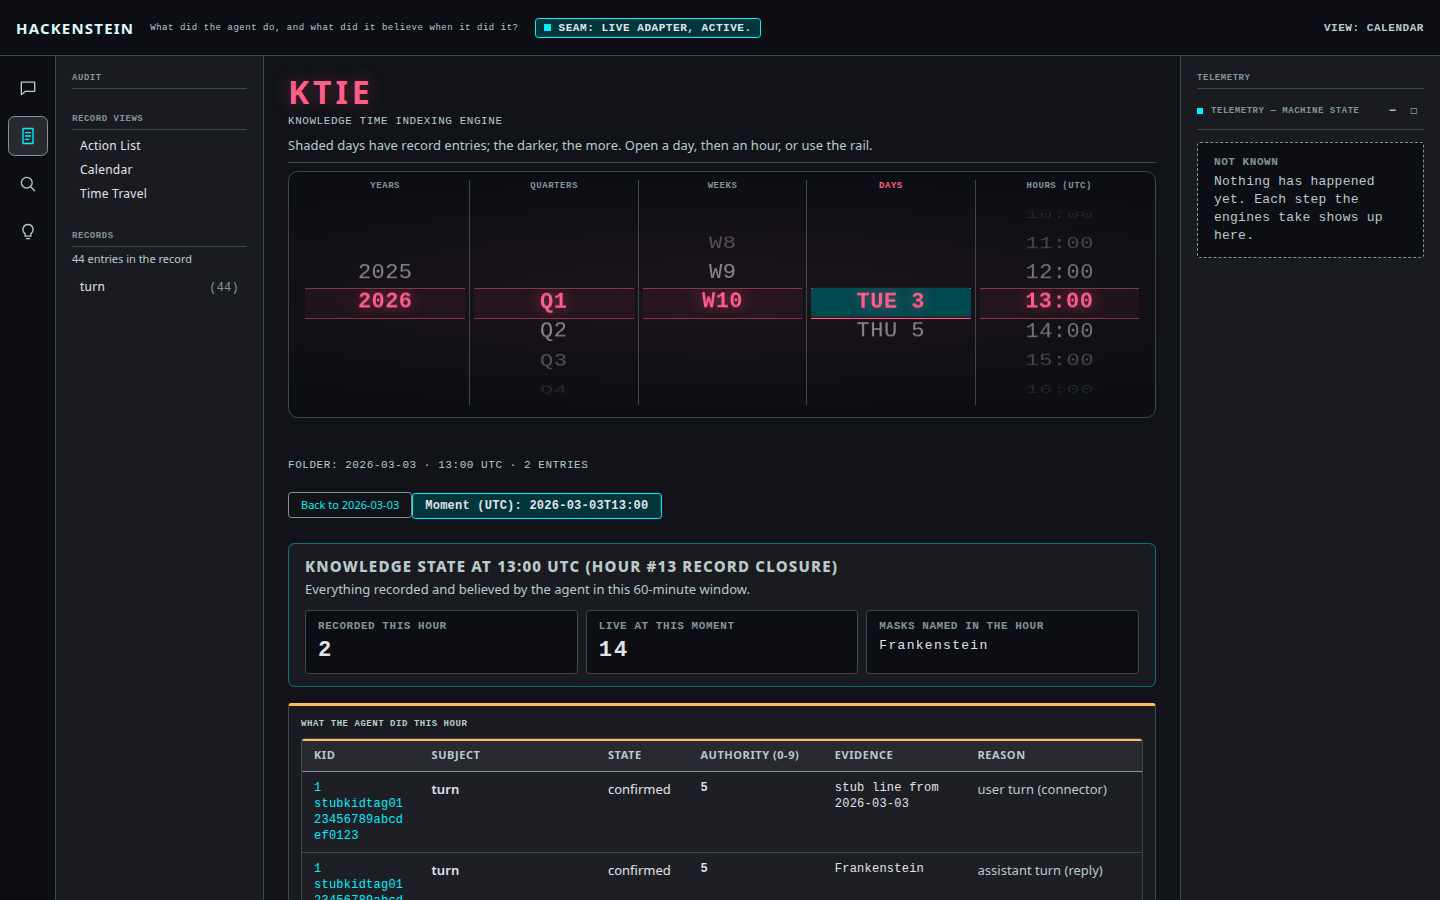 HACKENSTEIN
What did the agent do, and what did it believe when it did it?
SEAM: LIVE ADAPTER, ACTIVE.
VIEW: CALENDAR
AUDIT
RECORD VIEWS
Action List
Calendar
Time Travel
RECORDS
44 entries in the record
turn (44)
KTIE
KNOWLEDGE TIME INDEXING ENGINE
Shaded days have record entries; the darker, the more. Open a day, then an hour, or use the rail.
YEARS QUARTERS WEEKS DAYS HOURS (UTC)
10:00
W8 11:00
2025 W9 12:00
2026 Q1 W10 TUE 3 13:00
Q2 THU 5 14:00
Q3 15:00
Q4 16:00
FOLDER: 2026-03-03 · 13:00 UTC · 2 ENTRIES
Back to 2026-03-03 Moment (UTC): 2026-03-03T13:00
KNOWLEDGE STATE AT 13:00 UTC (HOUR #13 RECORD CLOSURE)
Everything recorded and believed by the agent in this 60-minute window.
RECORDED THIS HOUR
2
LIVE AT THIS MOMENT
14
MASKS NAMED IN THE HOUR
Frankenstein
WHAT THE AGENT DID THIS HOUR
KID SUBJECT STATE AUTHORITY (0-9) EVIDENCE REASON
1
stubkidtag01
23456789abcd
ef0123
turn
confirmed
5
stub line from
2026-03-03
user turn (connector)
1
stubkidtag01
23456789abcd
turn
confirmed
5
Frankenstein
assistant turn (reply)
TELEMETRY
TELEMETRY — MACHINE STATE
NOT KNOWN
Nothing has happened
yet. Each step the
engines take shows up
here.